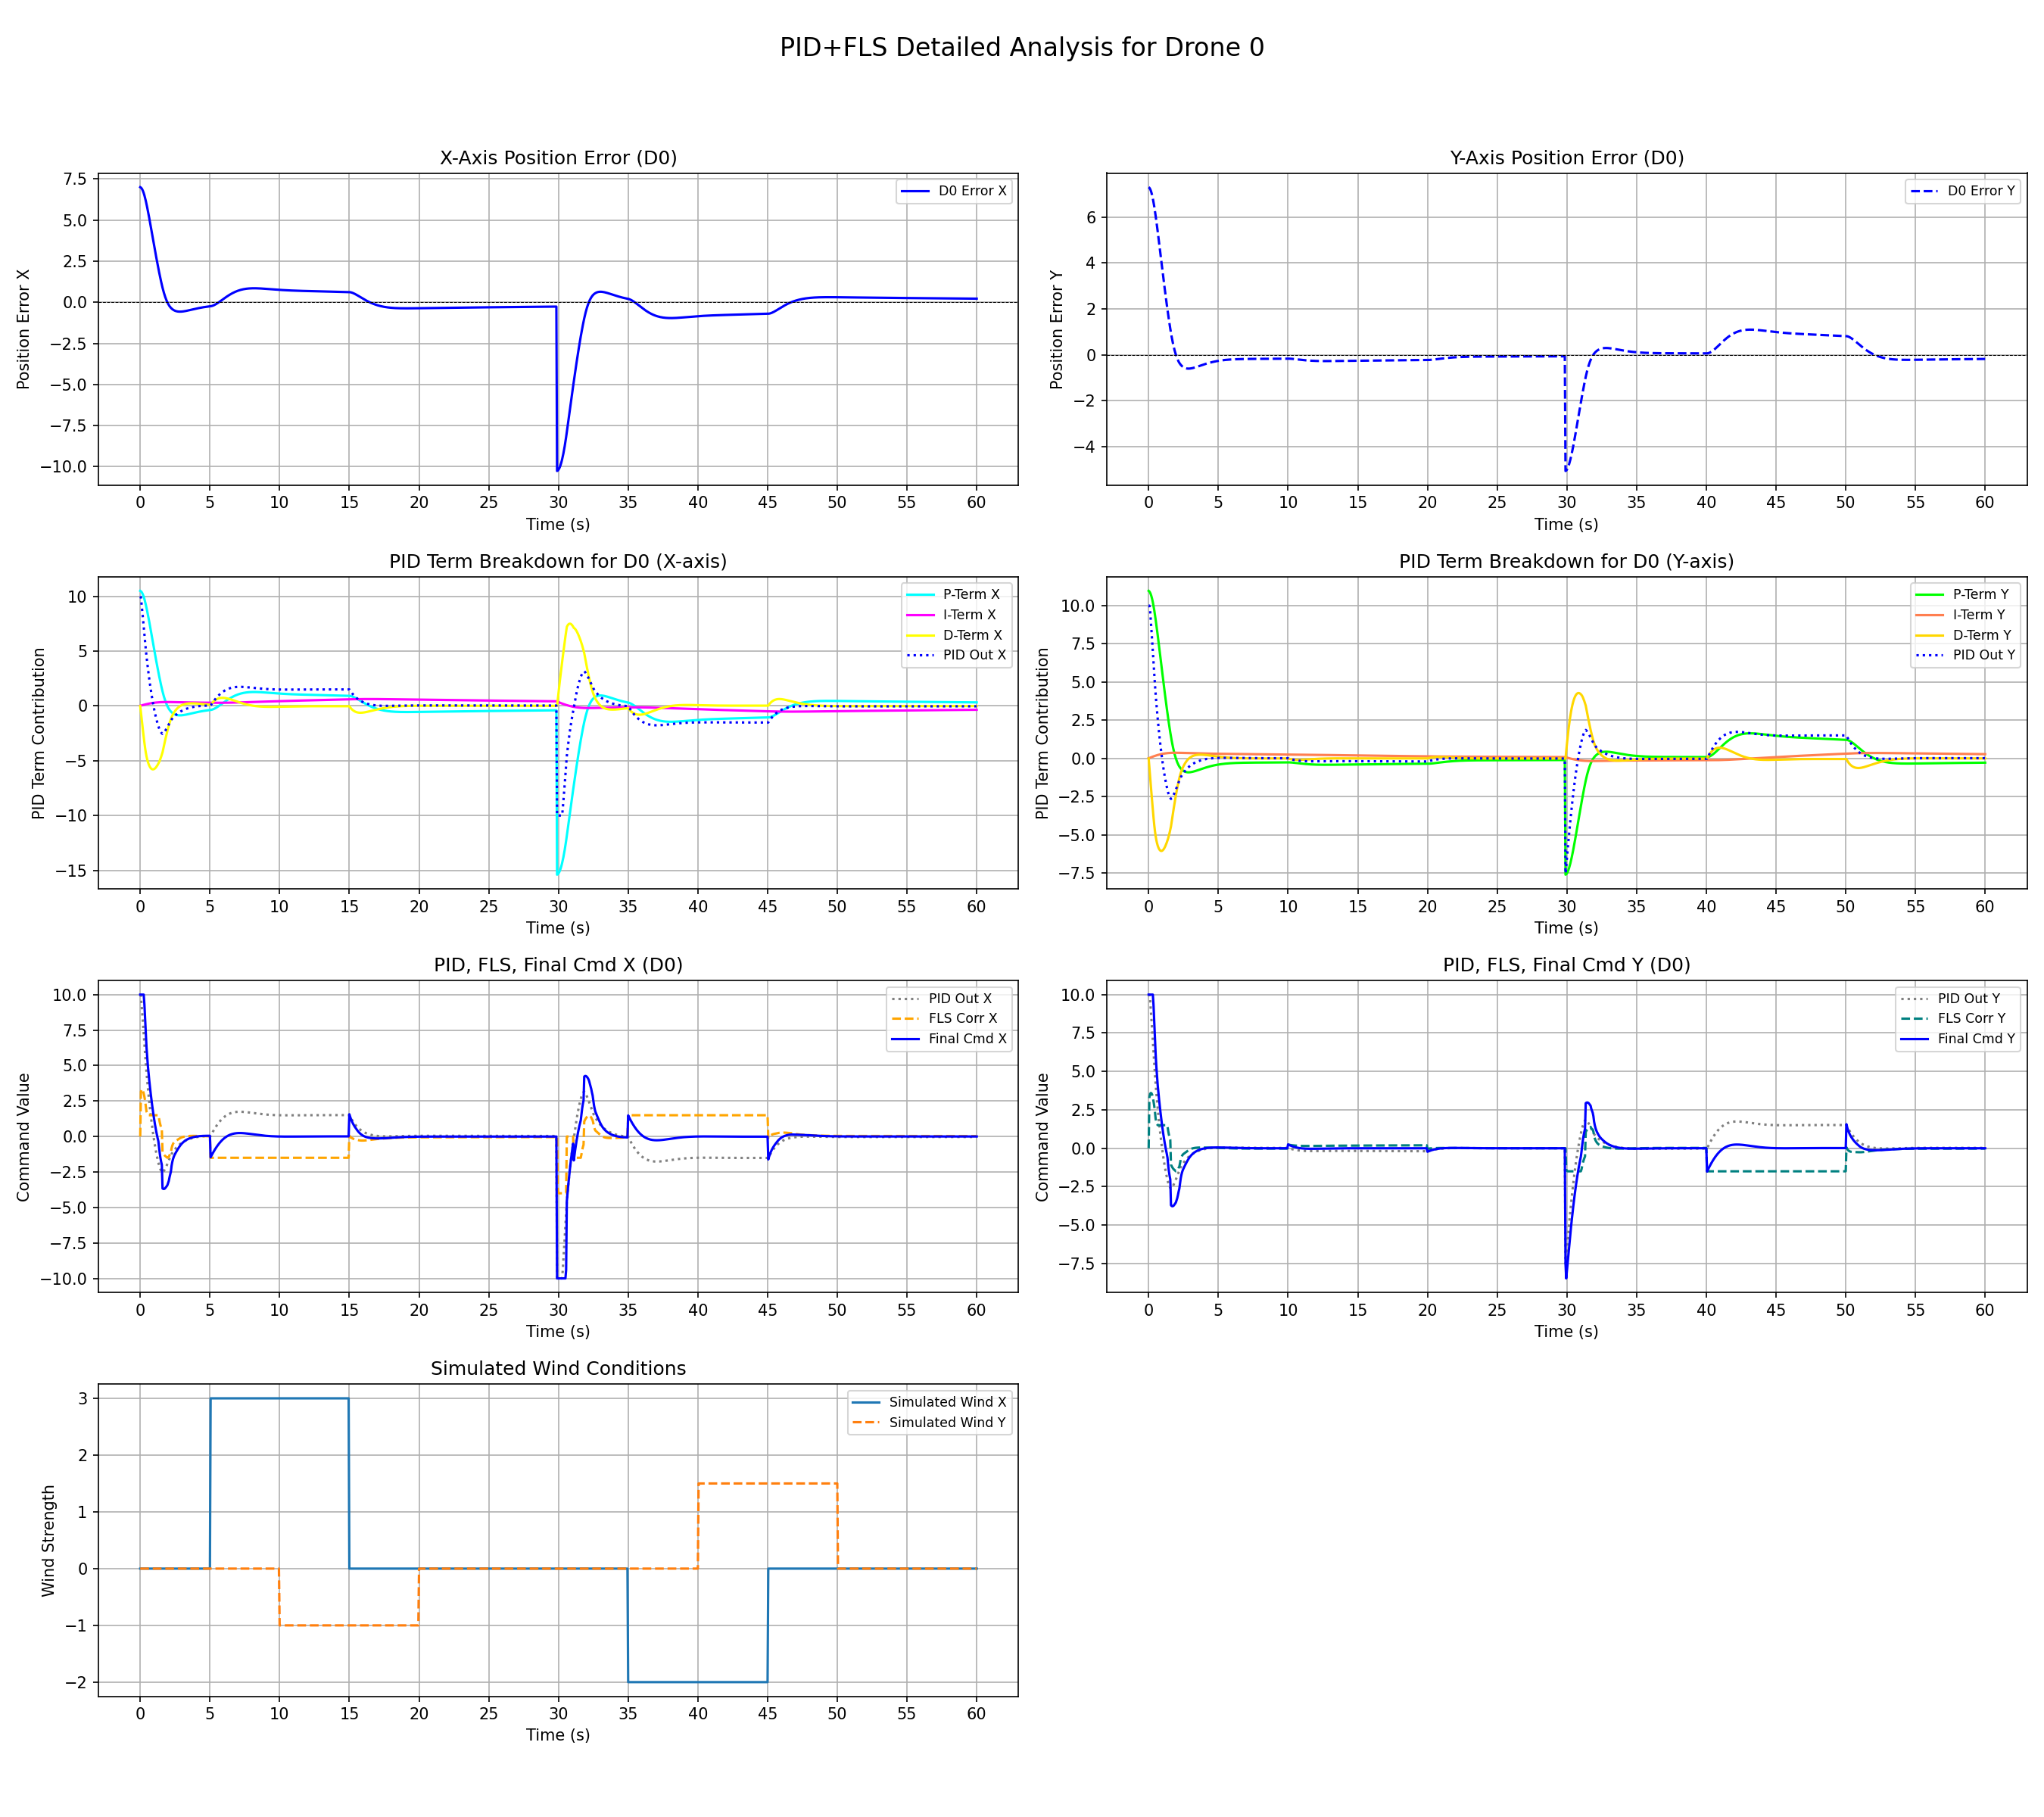 PID+FLS Detailed Analysis for Drone 0
X-Axis Position Error (D0)
Position Error X
7.5
5.0
2.5
0.0
−2.5
−5.0
−7.5
−10.0
D0 Error X
0 5 10 15 20 25 30 35 40 45 50 55 60
Time (s)
Y-Axis Position Error (D0)
Position Error Y
6
4
2
0
−2
−4
D0 Error Y
0 5 10 15 20 25 30 35 40 45 50 55 60
Time (s)
PID Term Breakdown for D0 (X-axis)
PID Term Contribution
10
5
0
−5
−10
−15
P-Term X
I-Term X
D-Term X
PID Out X
0 5 10 15 20 25 30 35 40 45 50 55 60
Time (s)
PID Term Breakdown for D0 (Y-axis)
PID Term Contribution
10.0
7.5
5.0
2.5
0.0
−2.5
−5.0
−7.5
P-Term Y
I-Term Y
D-Term Y
PID Out Y
0 5 10 15 20 25 30 35 40 45 50 55 60
Time (s)
PID, FLS, Final Cmd X (D0)
Command Value
10.0
7.5
5.0
2.5
0.0
−2.5
−5.0
−7.5
−10.0
PID Out X
FLS Corr X
Final Cmd X
0 5 10 15 20 25 30 35 40 45 50 55 60
Time (s)
PID, FLS, Final Cmd Y (D0)
Command Value
10.0
7.5
5.0
2.5
0.0
−2.5
−5.0
−7.5
PID Out Y
FLS Corr Y
Final Cmd Y
0 5 10 15 20 25 30 35 40 45 50 55 60
Time (s)
Simulated Wind Conditions
Wind Strength
3
2
1
0
−1
−2
Simulated Wind X
Simulated Wind Y
0 5 10 15 20 25 30 35 40 45 50 55 60
Time (s)